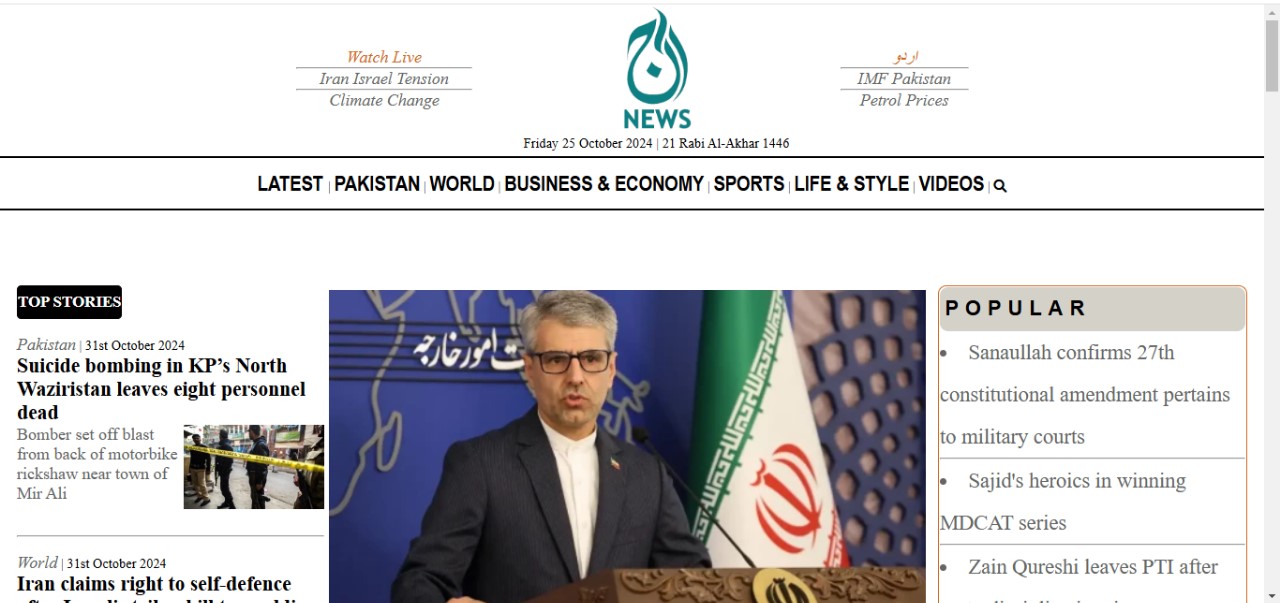 Watch Live
Iran Israel Tension
Climate Change
NEWS
اردو
IMF Pakistan
Petrol Prices
Friday 25 October 2024 | 21 Rabi Al-Akhar 1446
LATEST | PAKISTAN | WORLD | BUSINESS & ECONOMY | SPORTS | LIFE & STYLE | VIDEOS |
TOP STORIES
Pakistan | 31st October 2024
Suicide bombing in KP’s North
Waziristan leaves eight personnel
dead
Bomber set off blast
from back of motorbike
rickshaw near town of
Mir Ali
World | 31st October 2024
Iran claims right to self-defence
امور خارجه
POPULAR
Sanaullah confirms 27th
constitutional amendment pertains
to military courts
Sajid's heroics in winning
MDCAT series
Zain Qureshi leaves PTI after